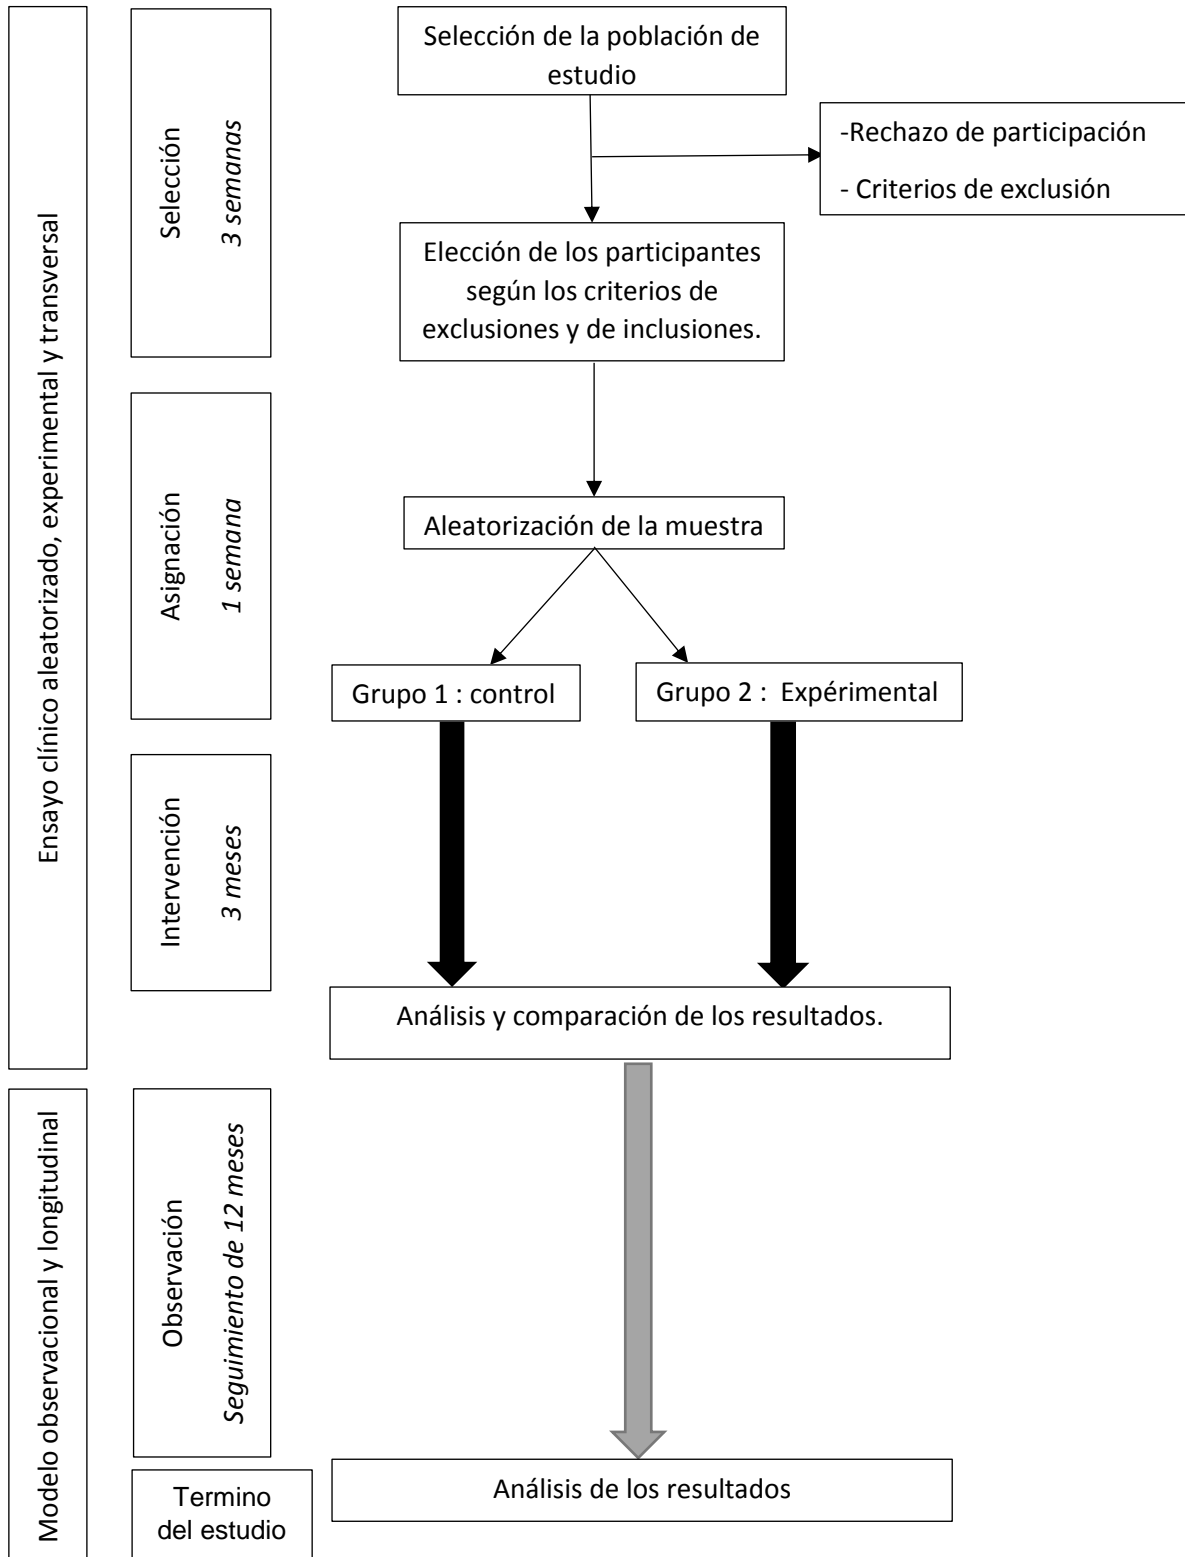 Ensayo clínico aleatorizado, experimental y transversal
Selección
3 semanas
Selección de la población de
estudio
-Rechazo de participación
- Criterios de exclusión
Elección de los participantes
según los criterios de
exclusiones y de inclusiones.
Asignación
1 semana
Aleatorización de la muestra
Grupo 1 : control
Grupo 2 : Expérimental
Intervención
3 meses
Análisis y comparación de los resultados.
Modelo observacional y longitudinal
Observación
Seguimiento de 12 meses
Termino
del estudio
Análisis de los resultados